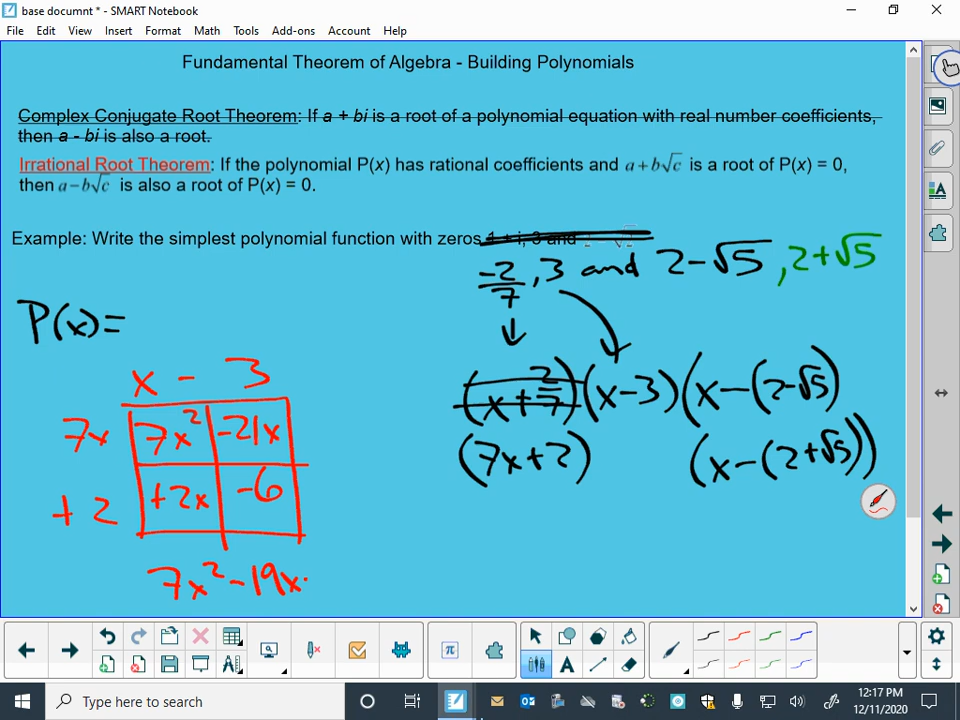 base documnt * - SMART Notebook
File Edit View Insert Format Math Tools Add-ons Account Help
Fundamental Theorem of Algebra - Building Polynomials
Complex Conjugate Root Theorem: If a + bi is a root of a polynomial equation with real number coefficients,
then a - bi is also a root.
Irrational Root Theorem: If the polynomial P(x) has rational coefficients and a+b√c is a root of P(x) = 0,
then a−b√c is also a root of P(x) = 0.
Example: Write the simplest polynomial function with zeros 1 + i, 3 and
-2/7, 3 and 2-√5, 2+√5
P(x)=
x - 3
7x 7x² -21x
+2 +2x -6
7x²-19x
(x+2/7)(x-3)(x-(2-√5)
(7x+2) (x-(2+√5))
Type here to search
12:17 PM
12/11/2020